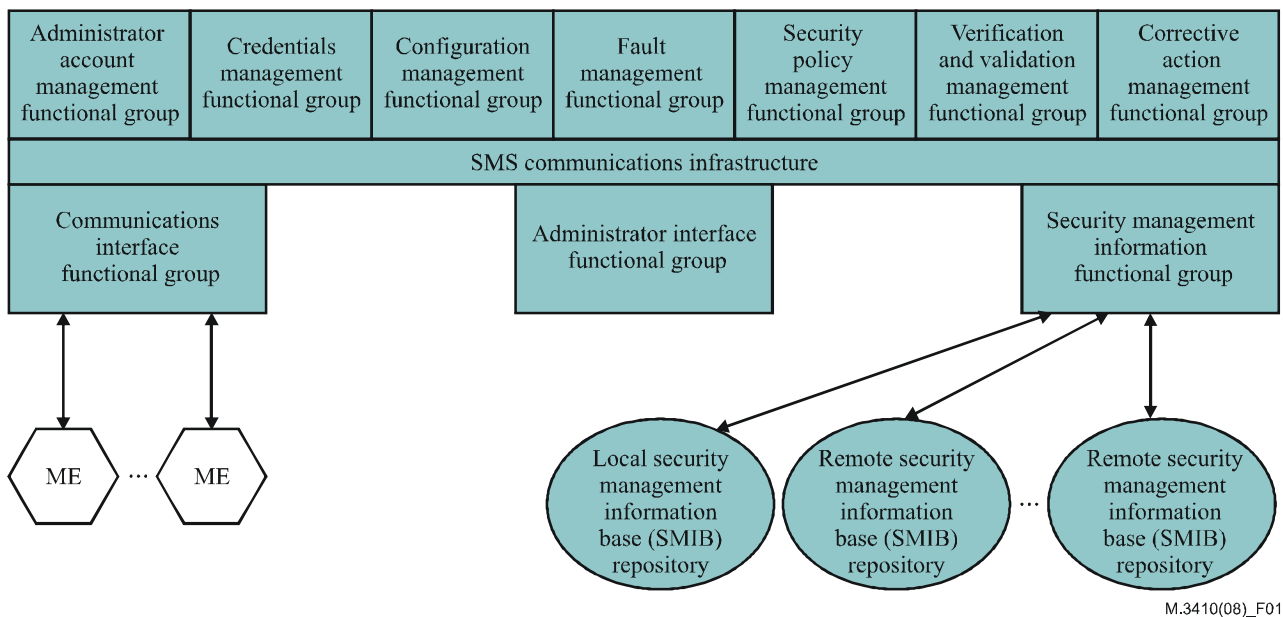 Administrator
account
management
functional group
Credentials
management
functional group
Configuration
management
functional group
Fault
management
functional group
Security
policy
management
functional group
Verification
and validation
management
functional group
Corrective
action
management
functional group
SMS communications infrastructure
Communications
interface
functional group
Administrator interface
functional group
Security management
information
functional group
ME
...
ME
Local security
management
information
base (SMIB)
repository
Remote security
management
information
base (SMIB)
repository
...
Remote security
management
information
base (SMIB)
repository
M.3410(08)_F01